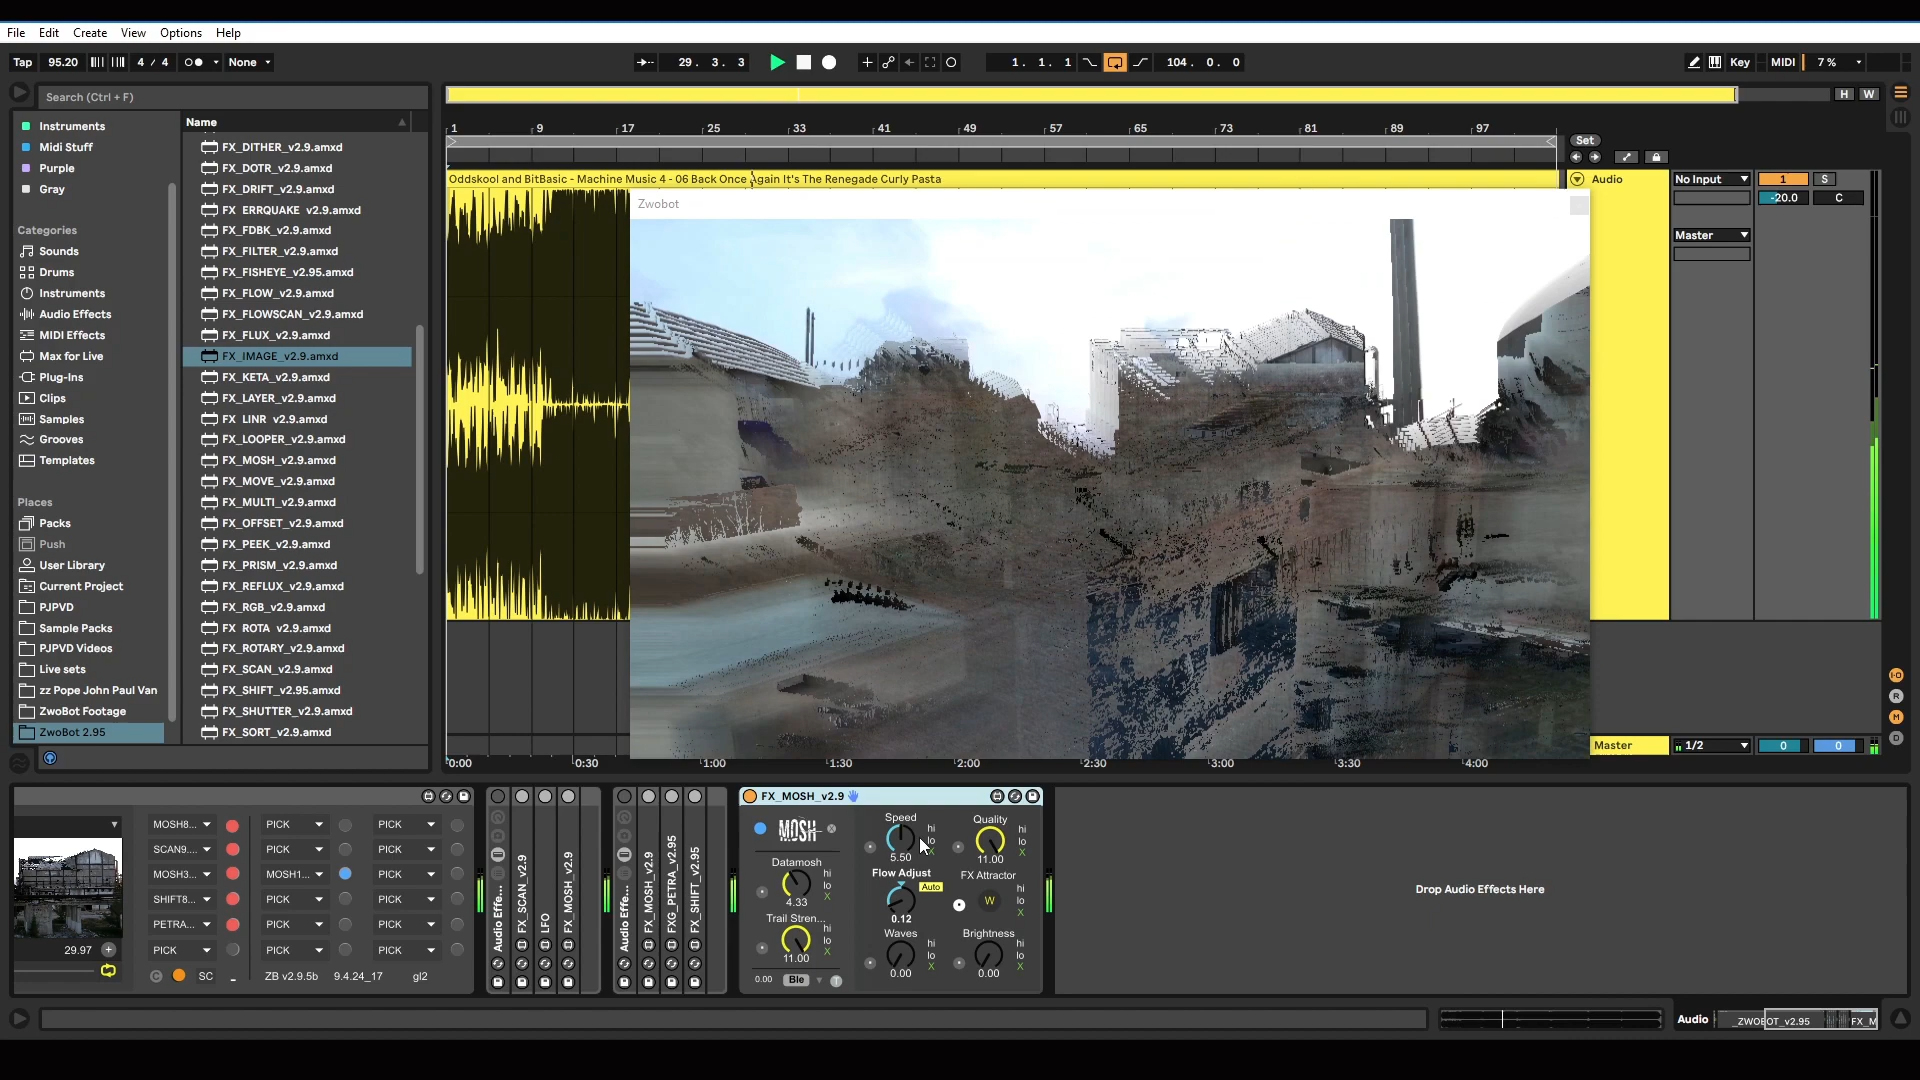 File Edit Create View Options Help
Tap 95.20 4 / 4 None 29. 3. 3 1. 1. 1 104. 0. 0 Key MIDI 7 %
Search (Ctrl + F)
H W
Instruments
Midi Stuff
Purple
Gray
Categories
Sounds
Drums
Instruments
Audio Effects
MIDI Effects
Max for Live
Plug-Ins
Clips
Samples
Grooves
Templates
Places
Packs
Push
User Library
Current Project
PJPVD
Sample Packs
PJPVD Videos
Live sets
zz Pope John Paul Van
ZwoBot Footage
ZwoBot 2.95
Name
FX_DITHER_v2.9.amxd
FX_DOTR_v2.9.amxd
FX_DRIFT_v2.9.amxd
FX_ERRQUAKE_v2.9.amxd
FX_FDBK_v2.9.amxd
FX_FILTER_v2.9.amxd
FX_FISHEYE_v2.95.amxd
FX_FLOW_v2.9.amxd
FX_FLOWSCAN_v2.9.amxd
FX_FLUX_v2.9.amxd
FX_IMAGE_v2.9.amxd
FX_KETA_v2.9.amxd
FX_LAYER_v2.9.amxd
FX_LINR_v2.9.amxd
FX_LOOPER_v2.9.amxd
FX_MOSH_v2.9.amxd
FX_MOVE_v2.9.amxd
FX_MULTI_v2.9.amxd
FX_OFFSET_v2.9.amxd
FX_PEEK_v2.9.amxd
FX_PRISM_v2.9.amxd
FX_REFLUX_v2.9.amxd
FX_RGB_v2.9.amxd
FX_ROTA_v2.9.amxd
FX_ROTARY_v2.9.amxd
FX_SCAN_v2.9.amxd
FX_SHIFT_v2.95.amxd
FX_SHUTTER_v2.9.amxd
FX_SORT_v2.9.amxd
1 9 17 25 33 41 49 57 65 73 81 89 97
Set
Oddskool and BitBasic - Machine Music 4 - 06 Back Once Again It's The Renegade Curly Pasta
Zwobot
Audio No Input 1 S
-20.0 C
Master
Master 1/2 0 0
0:00 0:30 1:00 1:30 2:00 2:30 3:00 3:30 4:00
I·O
R
M
D
MOSH8... PICK PICK
SCAN9.... PICK PICK
MOSH3... MOSH1... PICK
SHIFT8... PICK PICK
PETRA... PICK PICK
29.97 + PICK PICK PICK
C SC ZB v2.9.5b 9.4.24_17 gl2
Audio Effe...
FX_SCAN_v2.9
LFO
FX_MOSH_v2.9
Audio Effe...
FX_MOSH_v2.9
FXG_PETRA_v2.95
FX_SHIFT_v2.95
FX_MOSH_v2.9
MOSH
Datamosh hi lo X
4.33
Trail Stren... hi lo X
11.00
0.00 Ble T
Speed hi lo X
5.50
Quality hi lo X
11.00
Flow Adjust Auto
0.12
FX Attractor W hi lo X
Waves hi lo X
0.00
Brightness hi lo X
0.00
Drop Audio Effects Here
Audio _ZWOBOT_v2.95 FX_M